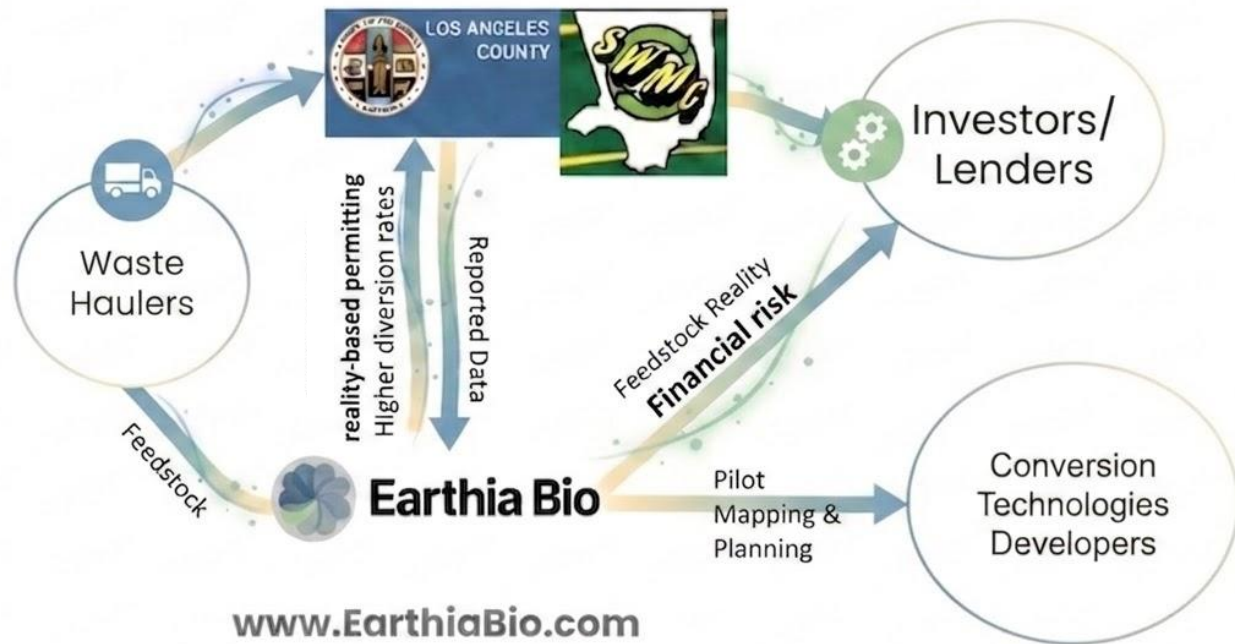 LOS ANGELES
COUNTY
SWMC
Investors/
Lenders
Waste
Haulers
reality-based permitting
HIgher diversion rates
Reported Data
Feedstock Reality
Financial risk
Feedstock
Earthia Bio
Pilot
Mapping &
Planning
Conversion
Technologies
Developers
www.EarthiaBio.com